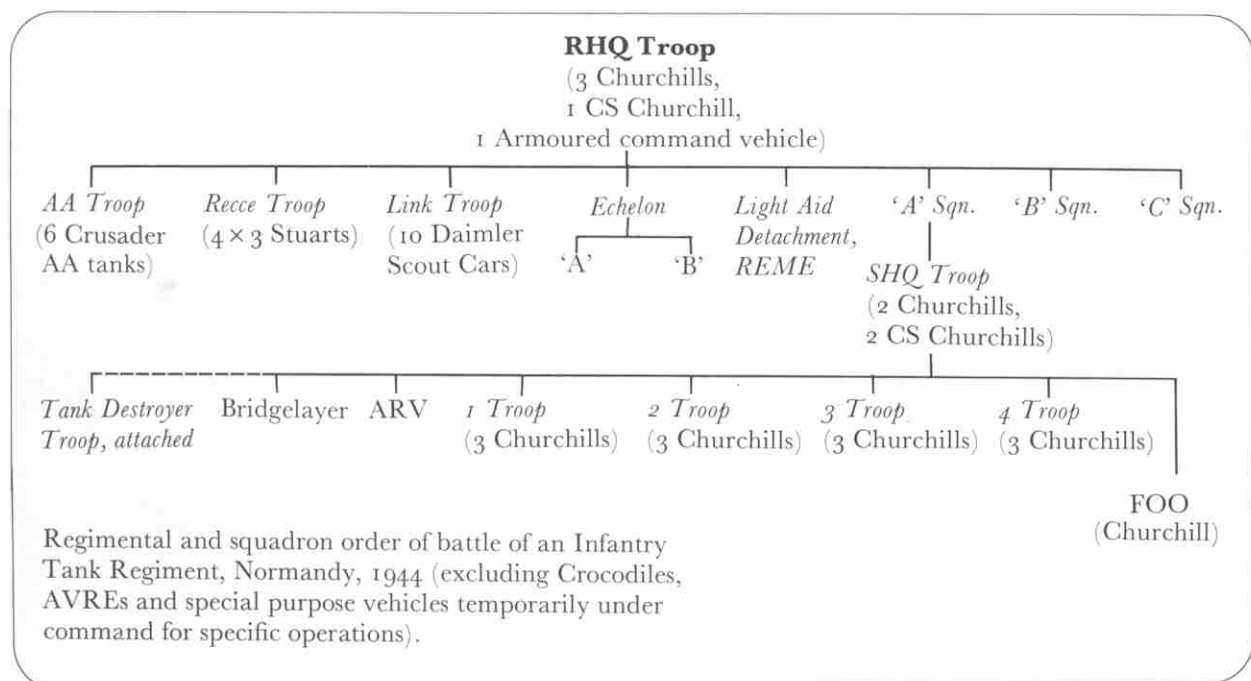 RHQ Troop
(3 Churchills,
1 CS Churchill,
1 Armoured command vehicle)
AA Troop
(6 Crusader
AA tanks)
Recce Troop
(4 × 3 Stuarts)
Link Troop
(10 Daimler
Scout Cars)
Echelon
‘A’ ‘B’
Light Aid
Detachment,
REME
‘A’ Sqn.
‘B’ Sqn.
‘C’ Sqn.
SHQ Troop
(2 Churchills,
2 CS Churchills)
Tank Destroyer
Troop, attached
Bridgelayer
ARV
1 Troop
(3 Churchills)
2 Troop
(3 Churchills)
3 Troop
(3 Churchills)
4 Troop
(3 Churchills)
FOO
(Churchill)
Regimental and squadron order of battle of an Infantry
Tank Regiment, Normandy, 1944 (excluding Crocodiles,
AVREs and special purpose vehicles temporarily under
command for specific operations).